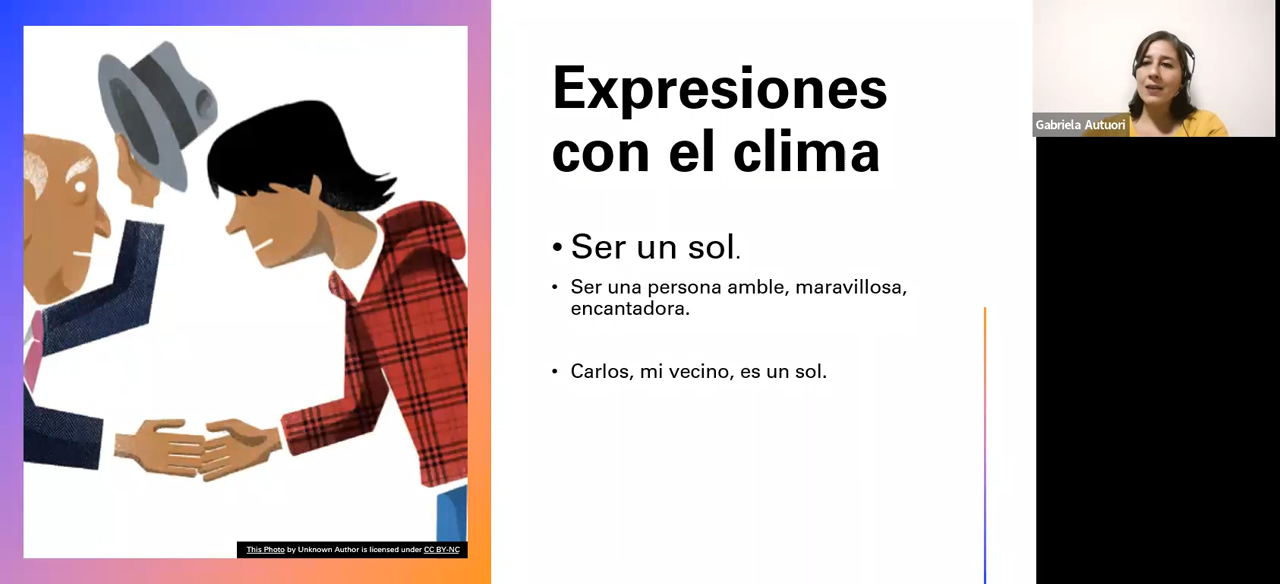 Expresiones
con el clima
• Ser un sol.
• Ser una persona amble, maravillosa,
encantadora.
• Carlos, mi vecino, es un sol.
This Photo by Unknown Author is licensed under CC BY-NC
Gabriela Autuori